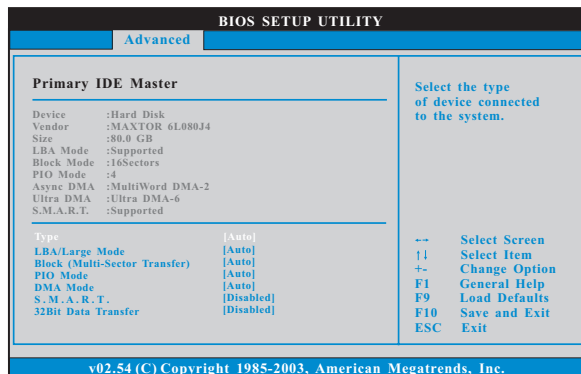 BIOS SETUP UTILITY
Advanced
Primary IDE Master
Device :Hard Disk
Vendor :MAXTOR 6L080J4
Size :80.0 GB
LBA Mode :Supported
Block Mode :16Sectors
PIO Mode :4
Async DMA :MultiWord DMA-2
Ultra DMA :Ultra DMA-6
S.M.A.R.T. :Supported
Type [Auto]
LBA/Large Mode [Auto]
Block (Multi-Sector Transfer) [Auto]
PIO Mode [Auto]
DMA Mode [Auto]
S.M.A.R.T. [Disabled]
32Bit Data Transfer [Disabled]
Select the type
of device connected
to the system.
←→ Select Screen
↑↓ Select Item
+- Change Option
F1 General Help
F9 Load Defaults
F10 Save and Exit
ESC Exit
v02.54 (C) Copyright 1985-2003, American Megatrends, Inc.